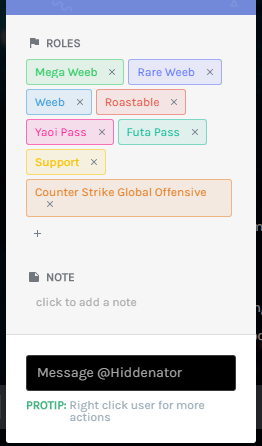 ROLES
Mega Weeb ×
Rare Weeb ×
Weeb ×
Roastable ×
Yaoi Pass ×
Futa Pass ×
Support ×
Counter Strike Global Offensive
×
+
NOTE
click to add a note
Message @Hiddenator
PROTIP: Right click user for more
actions